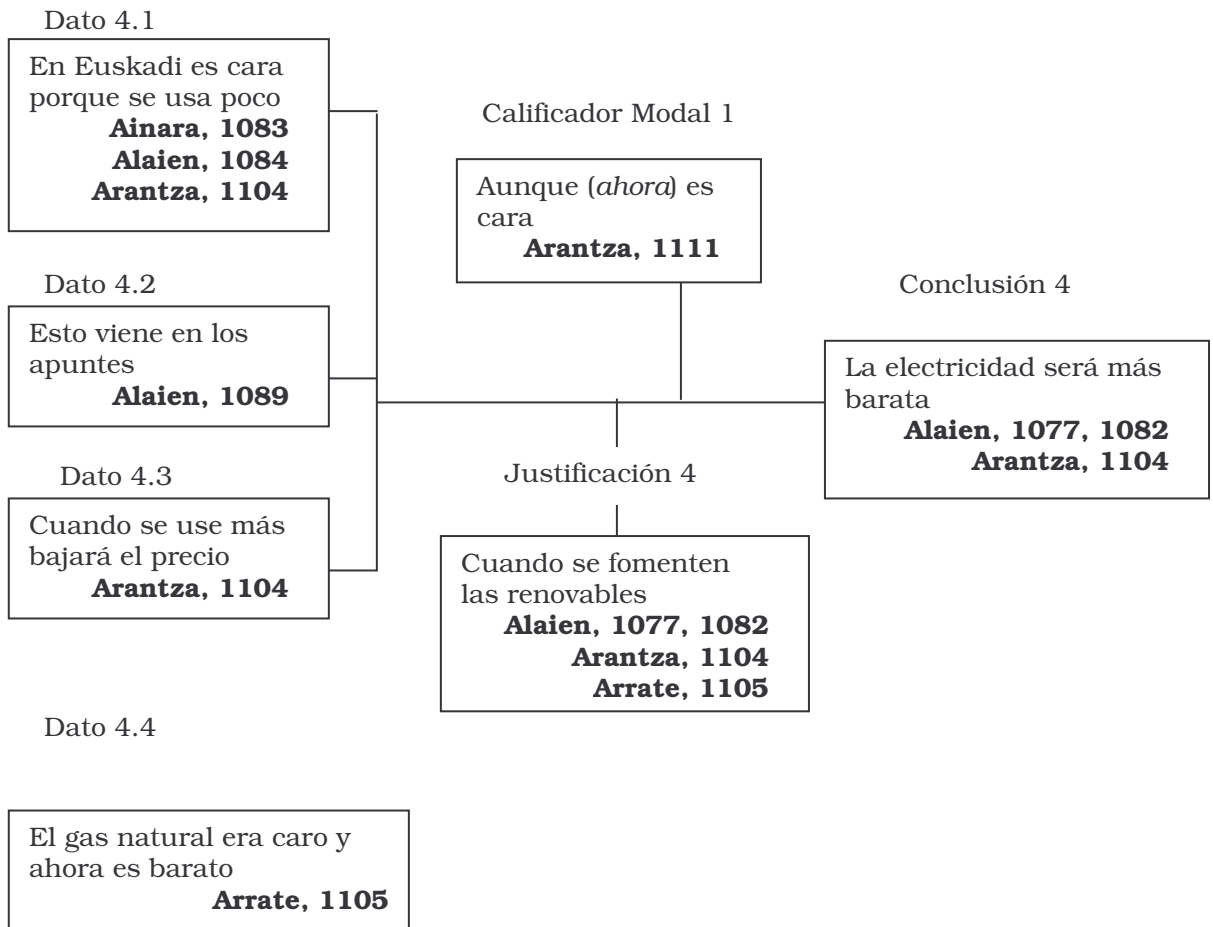 Dato 4.1
En Euskadi es cara
porque se usa poco
Ainara, 1083
Alaien, 1084
Arantza, 1104
Calificador Modal 1
Aunque (ahora) es
cara
Arantza, 1111
Dato 4.2
Esto viene en los
apuntes
Alaien, 1089
Conclusión 4
La electricidad será más
barata
Alaien, 1077, 1082
Arantza, 1104
Dato 4.3
Cuando se use más
bajará el precio
Arantza, 1104
Justificación 4
Cuando se fomenten
las renovables
Alaien, 1077, 1082
Arantza, 1104
Arrate, 1105
Dato 4.4
El gas natural era caro y
ahora es barato
Arrate, 1105